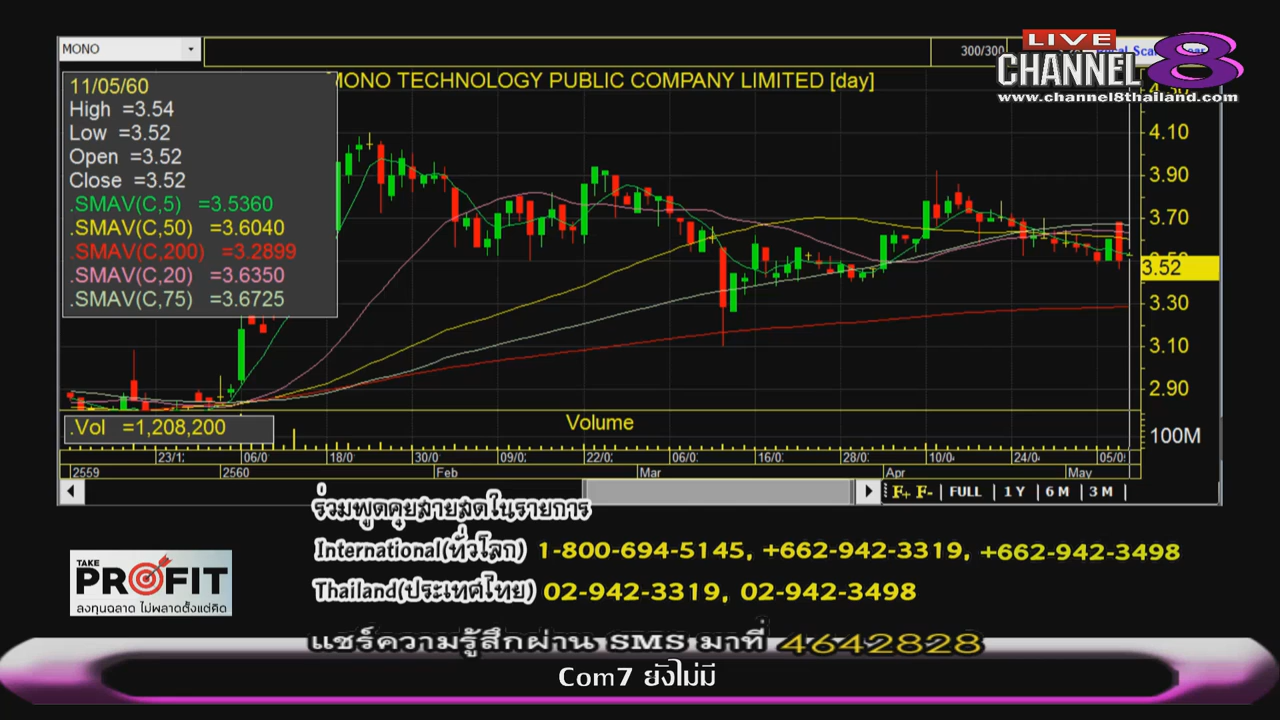 MONO
300/300
LIVE
CHANNEL 8
www.channel8thailand.com
MONO TECHNOLOGY PUBLIC COMPANY LIMITED [day]
11/05/60
High =3.54
Low =3.52
Open =3.52
Close =3.52
.SMAV(C,5) =3.5360
.SMAV(C,50) =3.6040
.SMAV(C,200) =3.2899
.SMAV(C,20) =3.6350
.SMAV(C,75) =3.6725
4.30
4.10
3.90
3.70
3.52
3.30
3.10
2.90
.Vol =1,208,200
Volume
100M
23/1: 06/0 18/0 30/0 09/0: 22/0: 06/0: 16/0: 28/0: 10/0 24/0 05/0
2559 2560 Feb Mar Apr May
F+ F- FULL 1 Y 6 M 3 M
0
ร่วมพูดคุยสายสดในรายการ
International(ทั่วโลก) 1-800-694-5145, +662-942-3319, +662-942-3498
Thailand(ประเทศไทย) 02-942-3319, 02-942-3498
TAKE
PROFIT
ลงทุนฉลาด ไม่พลาดตั้งแต่คิด
แชร์ความรู้สึกผ่าน SMS มาที่ 4642828
Com7 ยังไม่มี